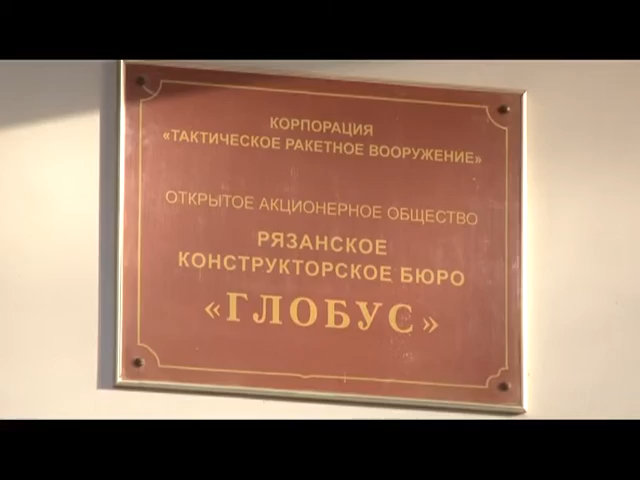 КОРПОРАЦИЯ
«ТАКТИЧЕСКОЕ РАКЕТНОЕ ВООРУЖЕНИЕ»
ОТКРЫТОЕ АКЦИОНЕРНОЕ ОБЩЕСТВО
РЯЗАНСКОЕ
КОНСТРУКТОРСКОЕ БЮРО
«ГЛОБУС»